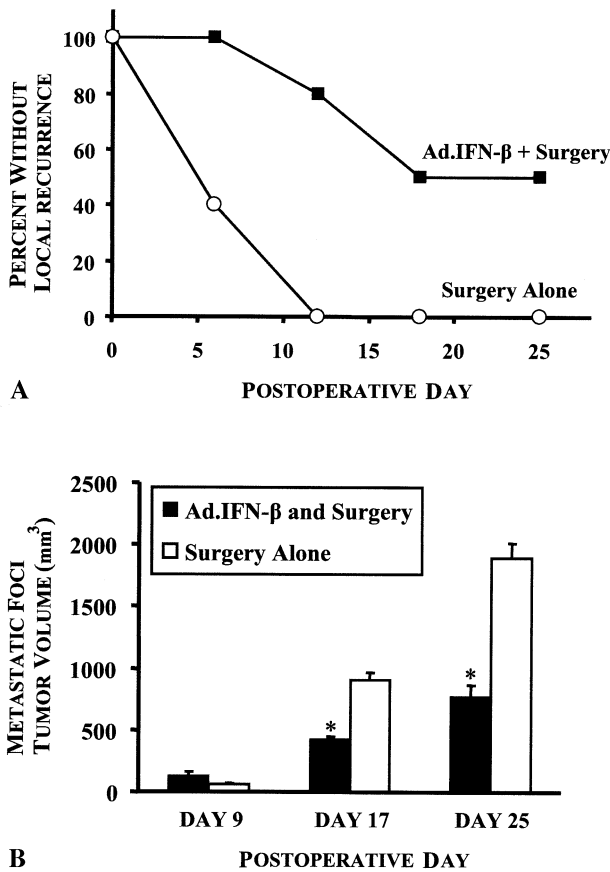 PERCENT WITHOUT
LOCAL RECURRENCE
100
80
60
40
20
0
Ad.IFN-β + Surgery
Surgery Alone
0 5 10 15 20 25
A
POSTOPERATIVE DAY
METASTATIC FOCI
TUMOR VOLUME (mm³)
2500
2000
1500
1000
500
0
Ad.IFN-β and Surgery
Surgery Alone
* *
DAY 9 DAY 17 DAY 25
B
POSTOPERATIVE DAY